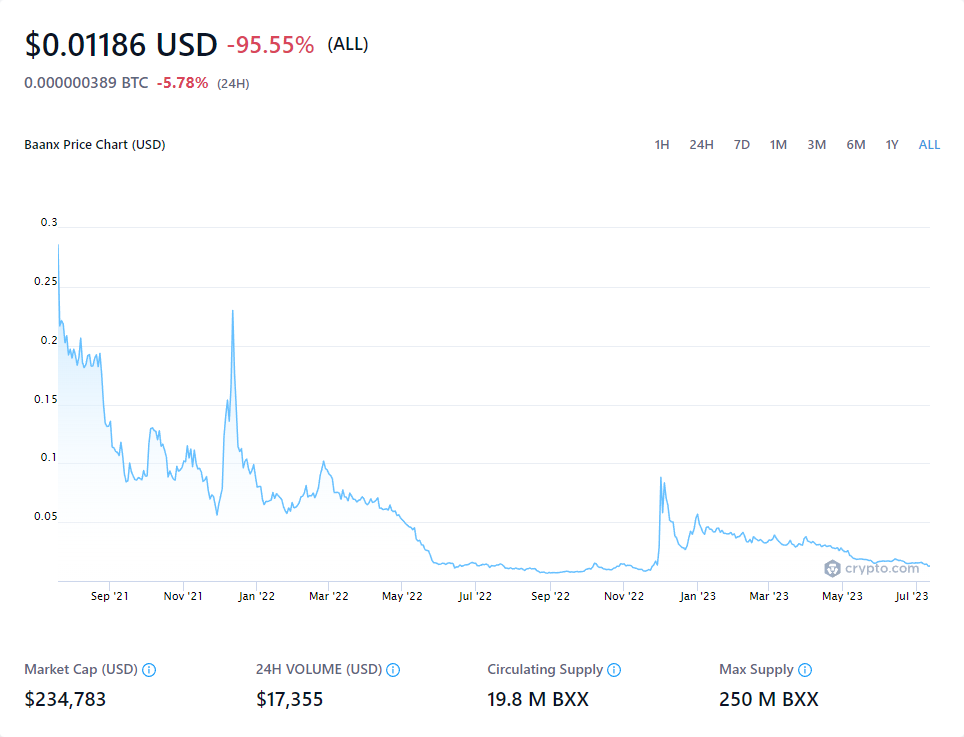 $0.01186 USD -95.55% (ALL)
0.000000389 BTC -5.78% (24H)
Baanx Price Chart (USD) 1H 24H 7D 1M 3M 6M 1Y ALL
0.3
0.25
0.2
0.15
0.1
0.05
crypto.com
Sep '21 Nov '21 Jan '22 Mar '22 May '22 Jul '22 Sep '22 Nov '22 Jan '23 Mar '23 May '23 Jul '23
Market Cap (USD) 24H VOLUME (USD) Circulating Supply Max Supply
$234,783 $17,355 19.8 M BXX 250 M BXX